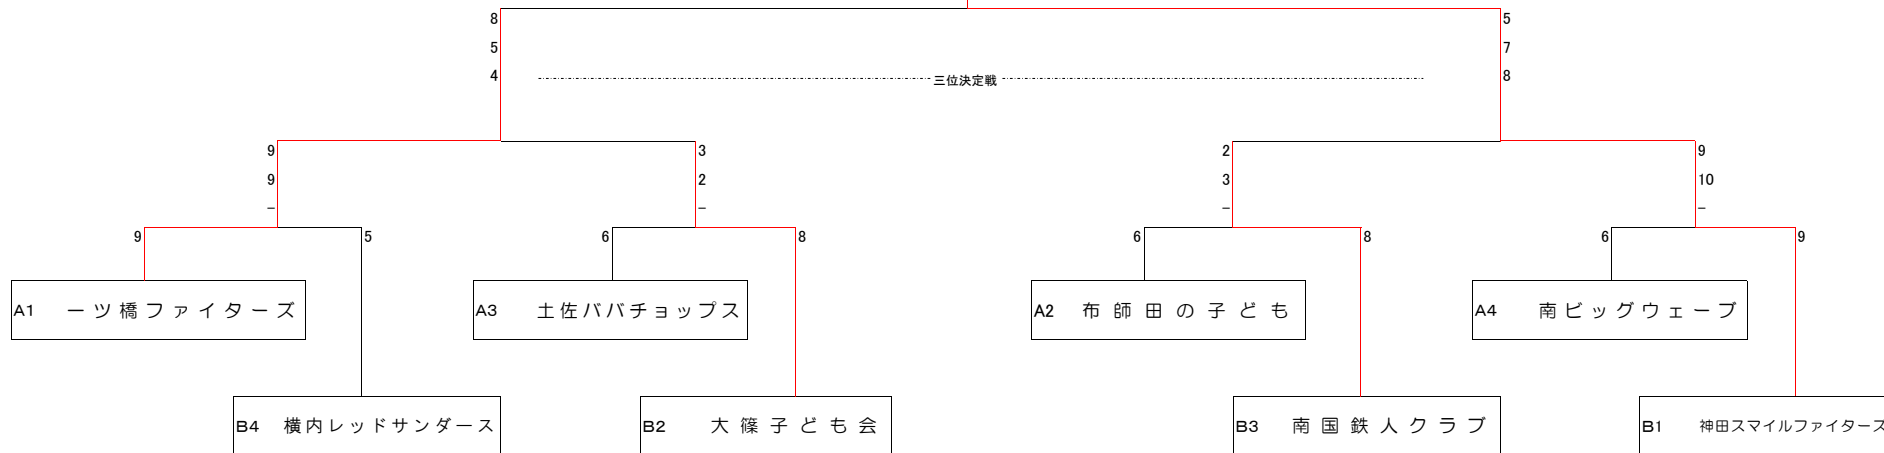 8 5
5 7
4 8
三位決定戦
9 3 2 9
9 2 3 10
- - - -
9 5 6 8 6 8 6 9
A1 一ツ橋ファイターズ
A3 土佐ババチョップス
A2 布師田の子ども
A4 南ビッグウェーブ
B4 横内レッドサンダース
B2 大篠子ども会
B3 南国鉄人クラブ
B1 神田スマイルファイターズ